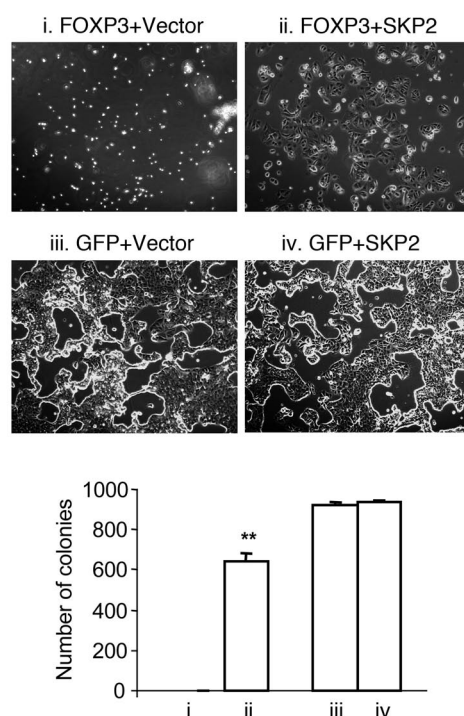 i. FOXP3+Vector ii. FOXP3+SKP2
iii. GFP+Vector iv. GFP+SKP2
Number of colonies
1000
800
600
400
200
0
**
i ii iii iv